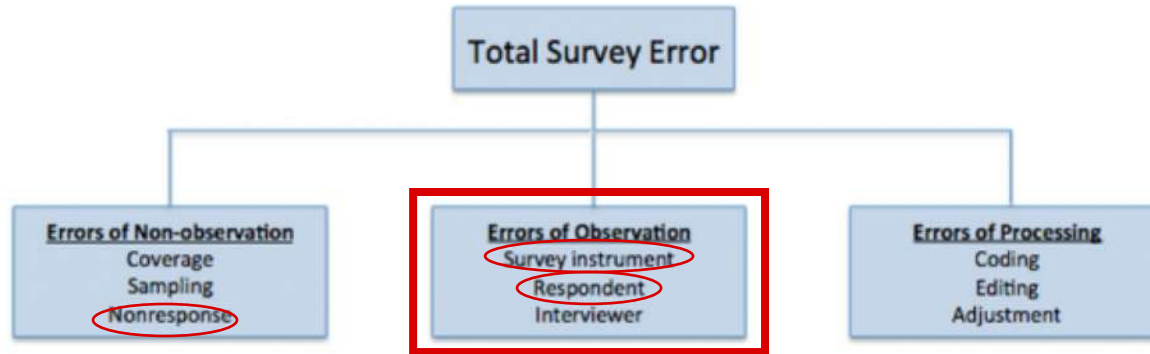 Total Survey Error
Errors of Non-observation
Coverage
Sampling
Nonresponse
Errors of Observation
Survey instrument
Respondent
Interviewer
Errors of Processing
Coding
Editing
Adjustment